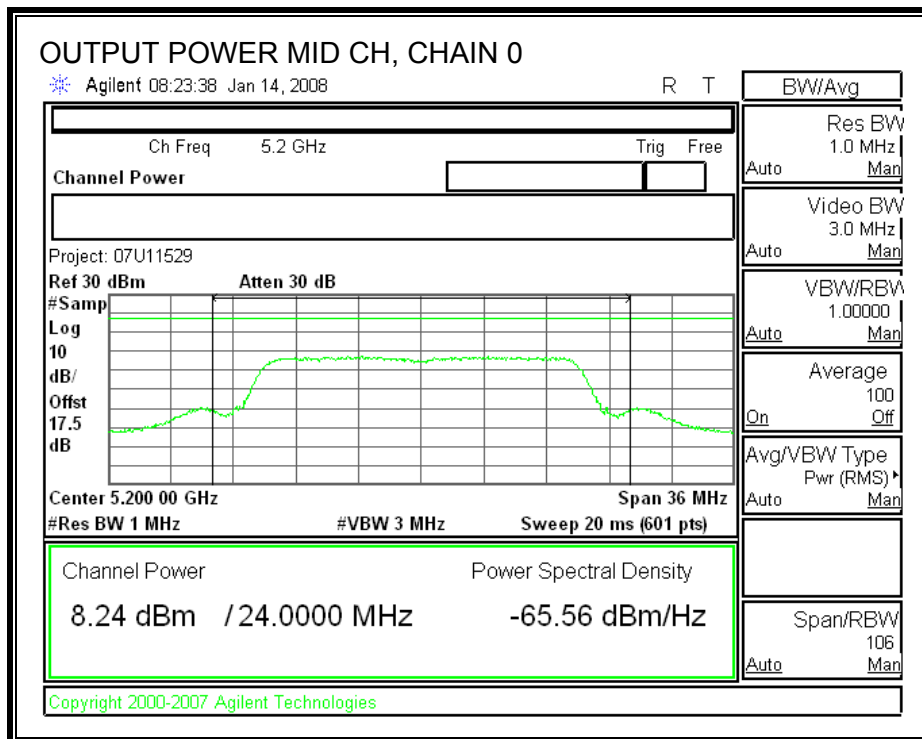 OUTPUT POWER MID CH, CHAIN 0
Agilent 08:23:38 Jan 14, 2008 R T
Ch Freq 5.2 GHz Trig Free
Channel Power
Project: 07U11529
Ref 30 dBm Atten 30 dB
#Samp
Log
10
dB/
Offst
17.5
dB
Center 5.200 00 GHz Span 36 MHz
#Res BW 1 MHz #VBW 3 MHz Sweep 20 ms (601 pts)
Channel Power Power Spectral Density
8.24 dBm / 24.0000 MHz -65.56 dBm/Hz
Copyright 2000-2007 Agilent Technologies
BW/Avg
Res BW
1.0 MHz
Auto Man
Video BW
3.0 MHz
Auto Man
VBW/RBW
1.00000
Auto Man
Average
100
On Off
Avg/VBW Type
Pwr (RMS)
Auto Man
Span/RBW
106
Auto Man